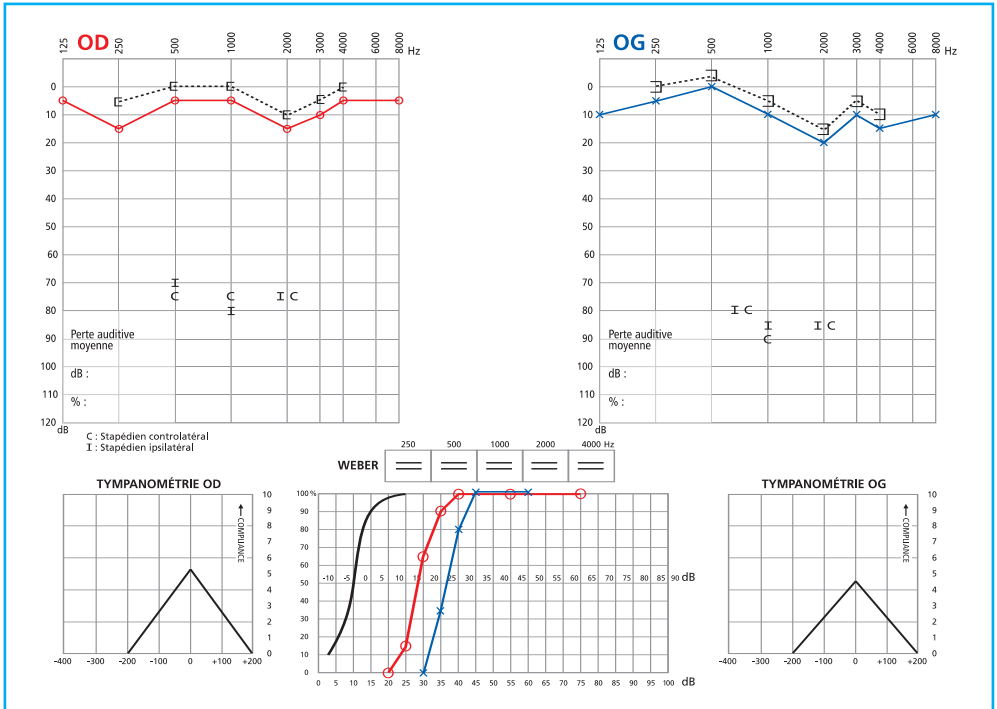 OD
125 250 500 1000 2000 3000 4000 6000 8000 Hz
0
10
20
30
40
50
60
70
80
90
100
110
120
dB
I
C
C
I
I C
Perte auditive
moyenne
dB :
% :
C : Stapédien controlatéral
I : Stapédien ipsilatéral
OG
125 250 500 1000 2000 3000 4000 6000 8000 Hz
0
10
20
30
40
50
60
70
80
90
100
110
120
dB
I C
I
C
I C
Perte auditive
moyenne
dB :
% :
250 500 1000 2000 4000 Hz
WEBER
TYMPANOMÉTRIE OD
10
9
8
7
6
5
4
3
2
1
0
COMPLIANCE
-400 -300 -200 -100 0 +100 +200
100 %
90
80
70
60
50
40
30
20
10
0
-10 -5 0 5 10 15 20 25 30 35 40 45 50 55 60 65 70 75 80 85 90 dB
0 5 10 15 20 25 30 35 40 45 50 55 60 65 70 75 80 85 90 95 100 dB
TYMPANOMÉTRIE OG
10
9
8
7
6
5
4
3
2
1
0
COMPLIANCE
-400 -300 -200 -100 0 +100 +200